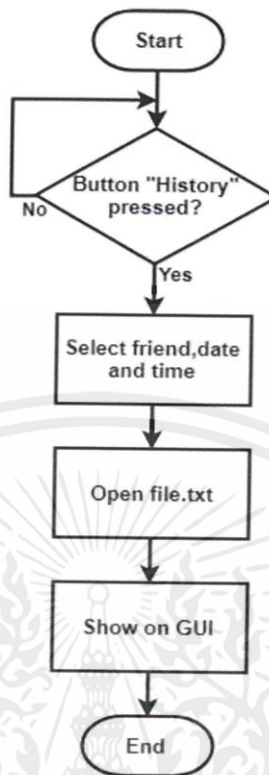 Start
Button "History"
pressed?
No
Yes
Select friend,date
and time
Open file.txt
Show on GUI
End